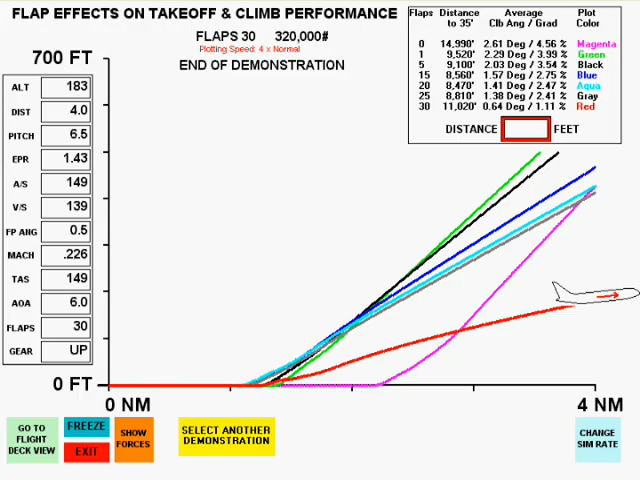 FLAP EFFECTS ON TAKEOFF & CLIMB PERFORMANCE
FLAPS 30 320,000#
Plotting Speed: 4 x Normal
END OF DEMONSTRATION
Flaps Distance to 35' Average Clb Ang / Grad Plot Color
0 14,990' 2.61 Deg / 4.56 % Magenta
1 9,520' 2.29 Deg / 3.99 % Green
5 9,100' 2.03 Deg / 3.54 % Black
15 8,560' 1.57 Deg / 2.75 % Blue
20 8,470' 1.41 Deg / 2.47 % Aqua
25 8,810' 1.38 Deg / 2.41 % Gray
30 11,020' 0.64 Deg / 1.11 % Red
DISTANCE FEET
700 FT
ALT 183
DIST 4.0
PITCH 6.5
EPR 1.43
A/S 149
V/S 139
FP ANG 0.5
MACH .226
TAS 149
AOA 6.0
FLAPS 30
GEAR UP
0 FT
0 NM 4 NM
GO TO
FLIGHT
DECK VIEW
FREEZE
EXIT
SHOW
FORCES
SELECT ANOTHER
DEMONSTRATION
CHANGE
SIM RATE